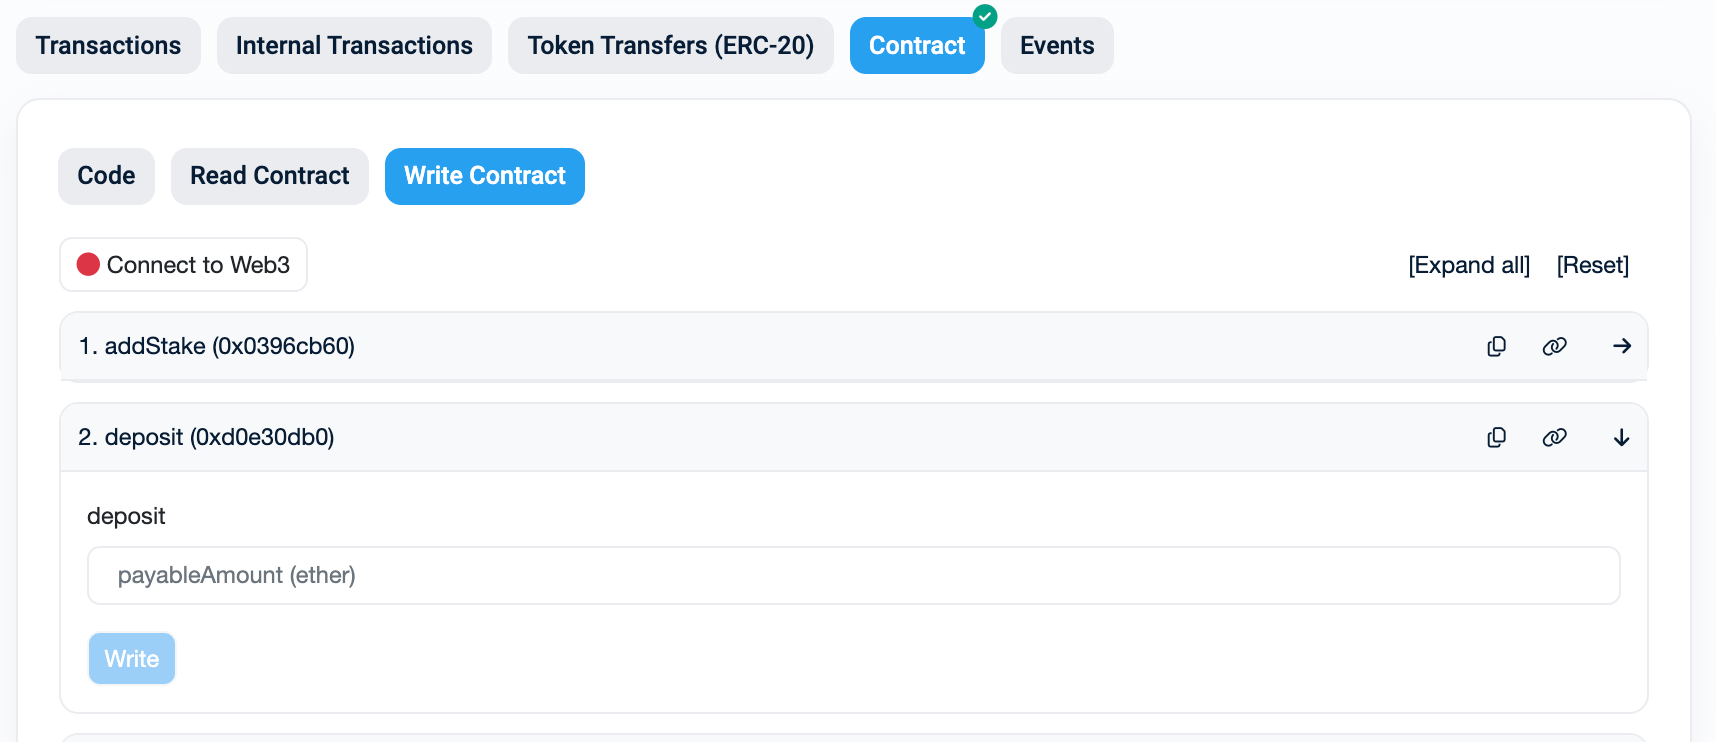 Transactions Internal Transactions Token Transfers (ERC-20) Contract Events
Code Read Contract Write Contract
Connect to Web3 [Expand all] [Reset]
1. addStake (0x0396cb60)
2. deposit (0xd0e30db0)
deposit
payableAmount (ether)
Write